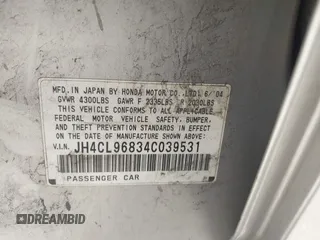 MFD. IN JAPAN BY HONDA MOTOR CO., LTD. 6/'04
GVWR 4300LBS GAWR F 2335LBS R 2030LBS
THIS VEHICLE CONFORMS TO ALL APPLICABLE
FEDERAL MOTOR VEHICLE SAFETY, BUMPER,
AND THEFT PREVENTION STANDARDS IN EFFECT
ON THE DATE OF MANUFACTURE SHOWN ABOVE.
V.I.N. JH4CL96834C039531
PASSENGER CAR
DREAMBID